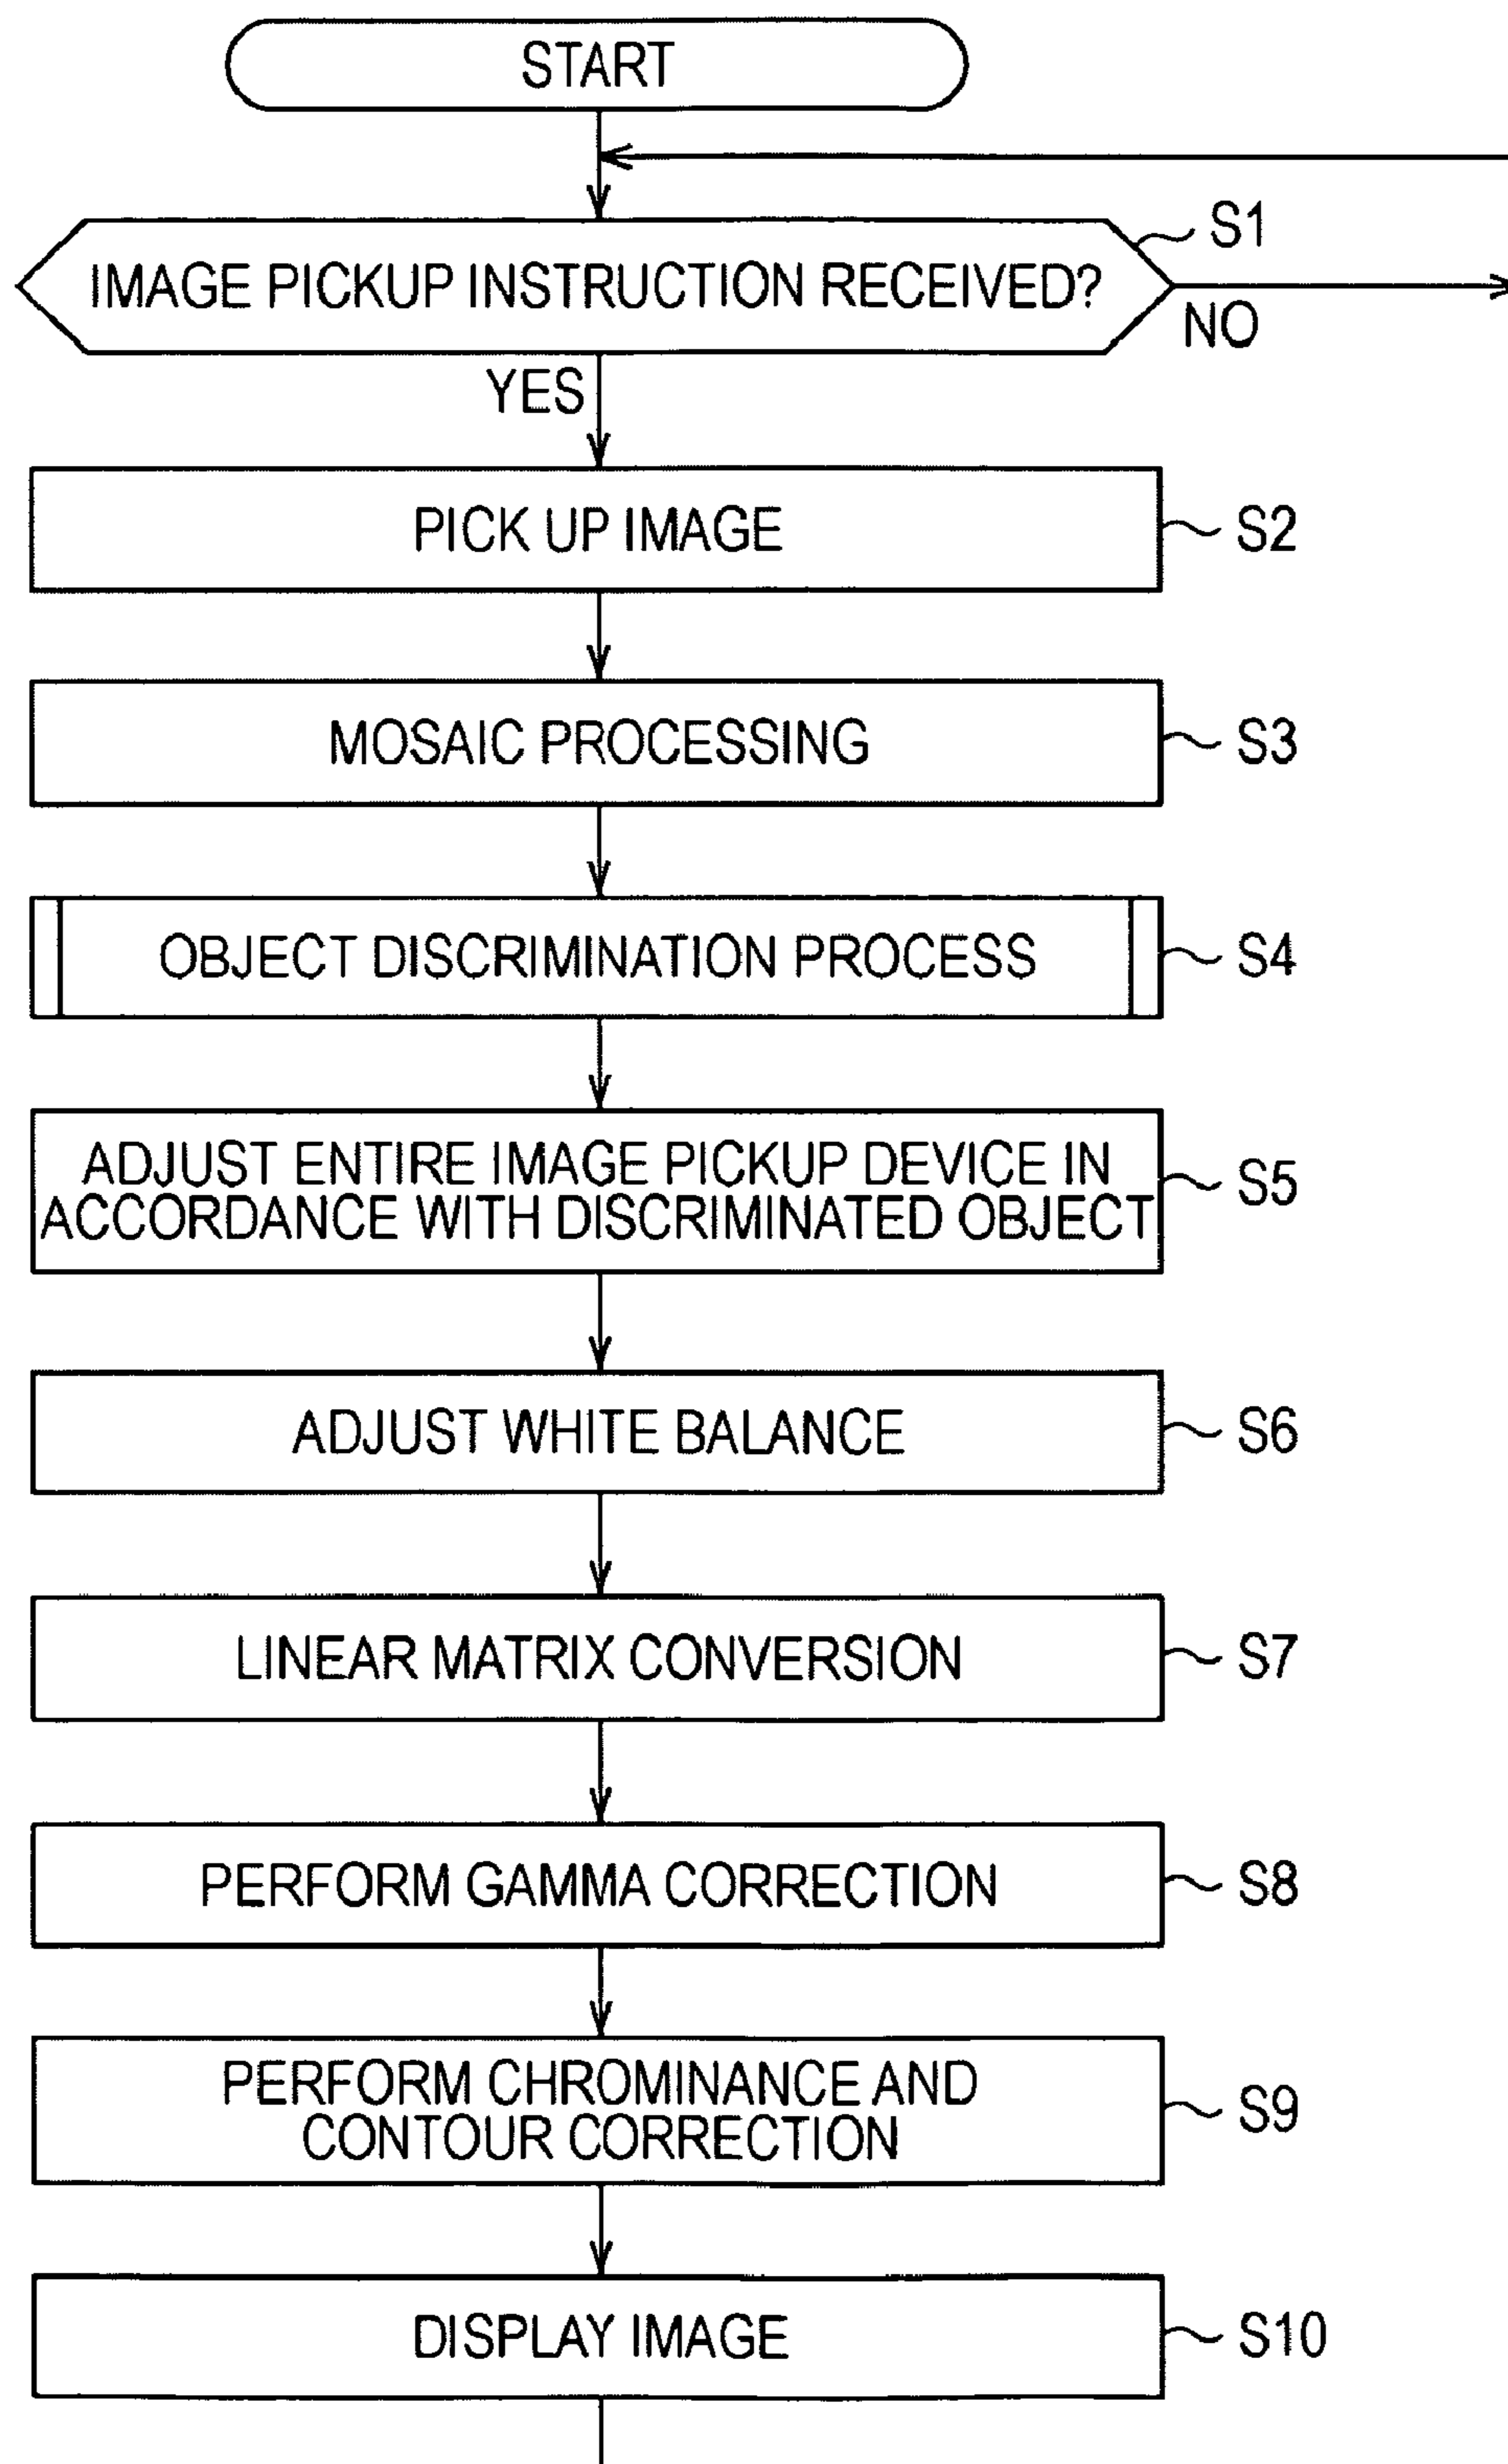 START
IMAGE PICKUP INSTRUCTION RECEIVED?
S1
NO
YES
PICK UP IMAGE
S2
MOSAIC PROCESSING
S3
OBJECT DISCRIMINATION PROCESS
S4
ADJUST ENTIRE IMAGE PICKUP DEVICE IN
ACCORDANCE WITH DISCRIMINATED OBJECT
S5
ADJUST WHITE BALANCE
S6
LINEAR MATRIX CONVERSION
S7
PERFORM GAMMA CORRECTION
S8
PERFORM CHROMINANCE AND
CONTOUR CORRECTION
S9
DISPLAY IMAGE
S10